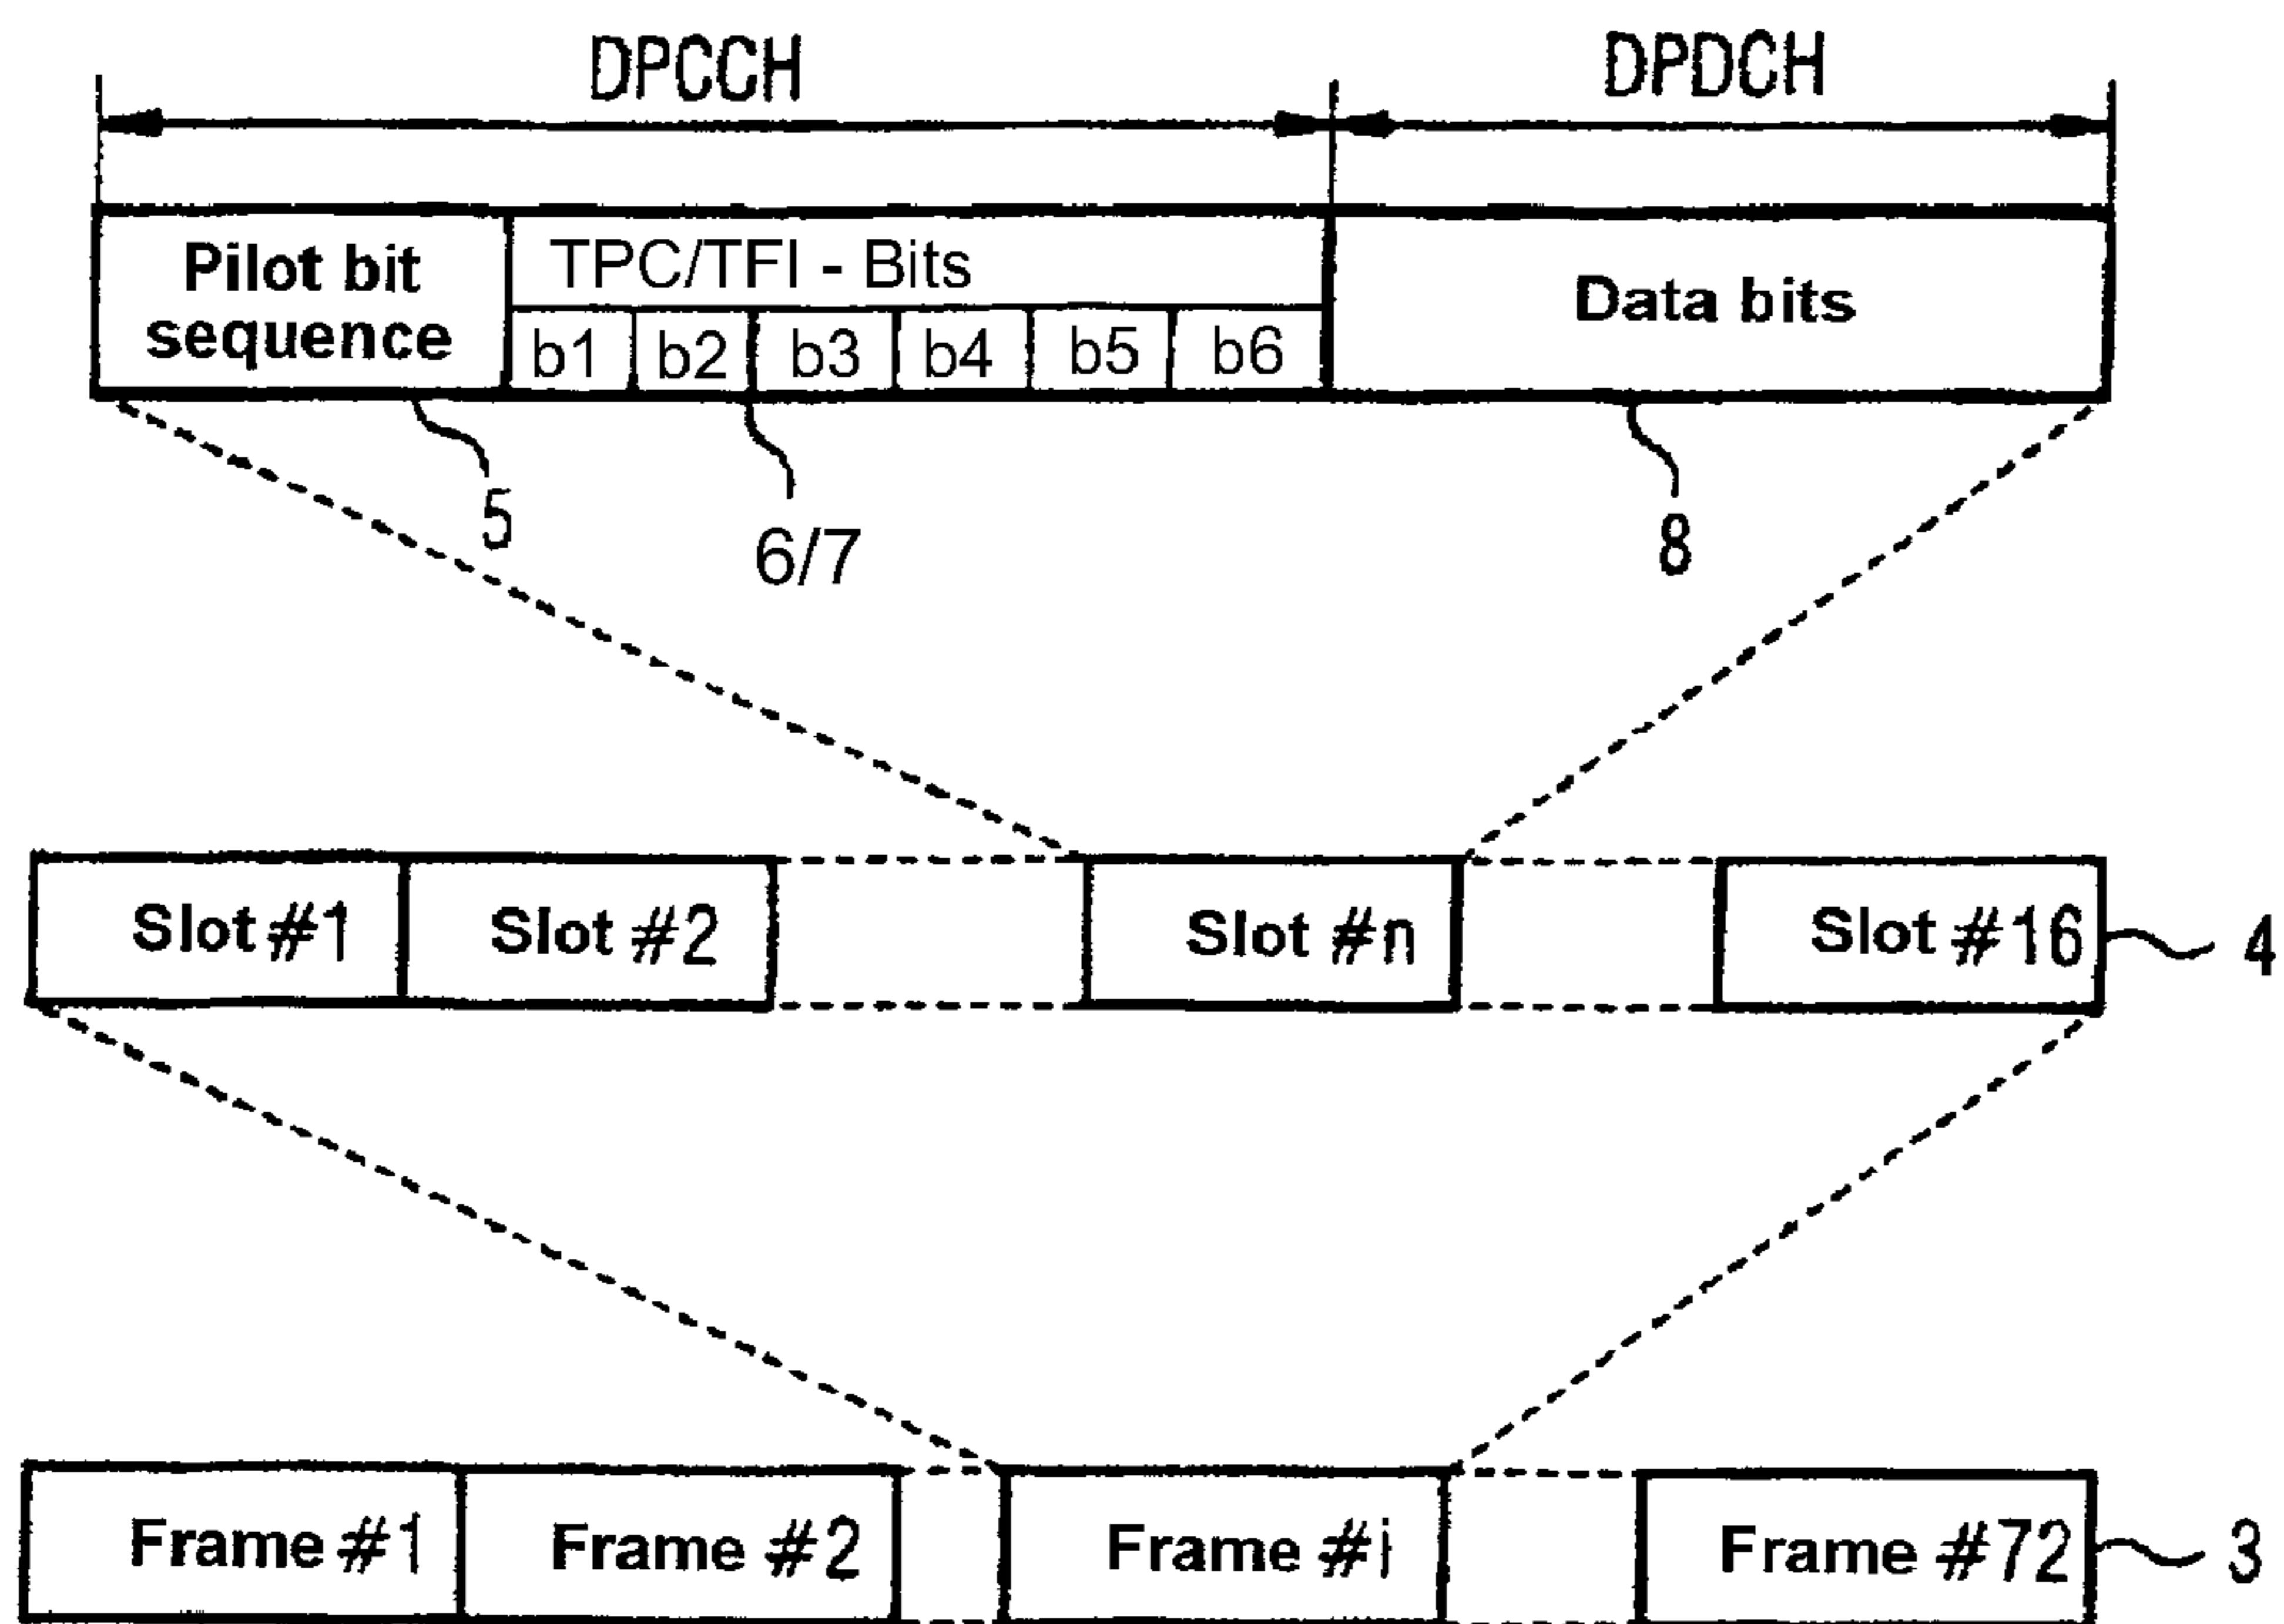 DPCCH DPDCH
Pilot bit
sequence
TPC/TFI - Bits
b1 b2 b3 b4 b5 b6
Data bits
5 6/7 8
Slot #1 Slot #2 Slot #n Slot #16 4
Frame #1 Frame #2 Frame #i Frame #72 3